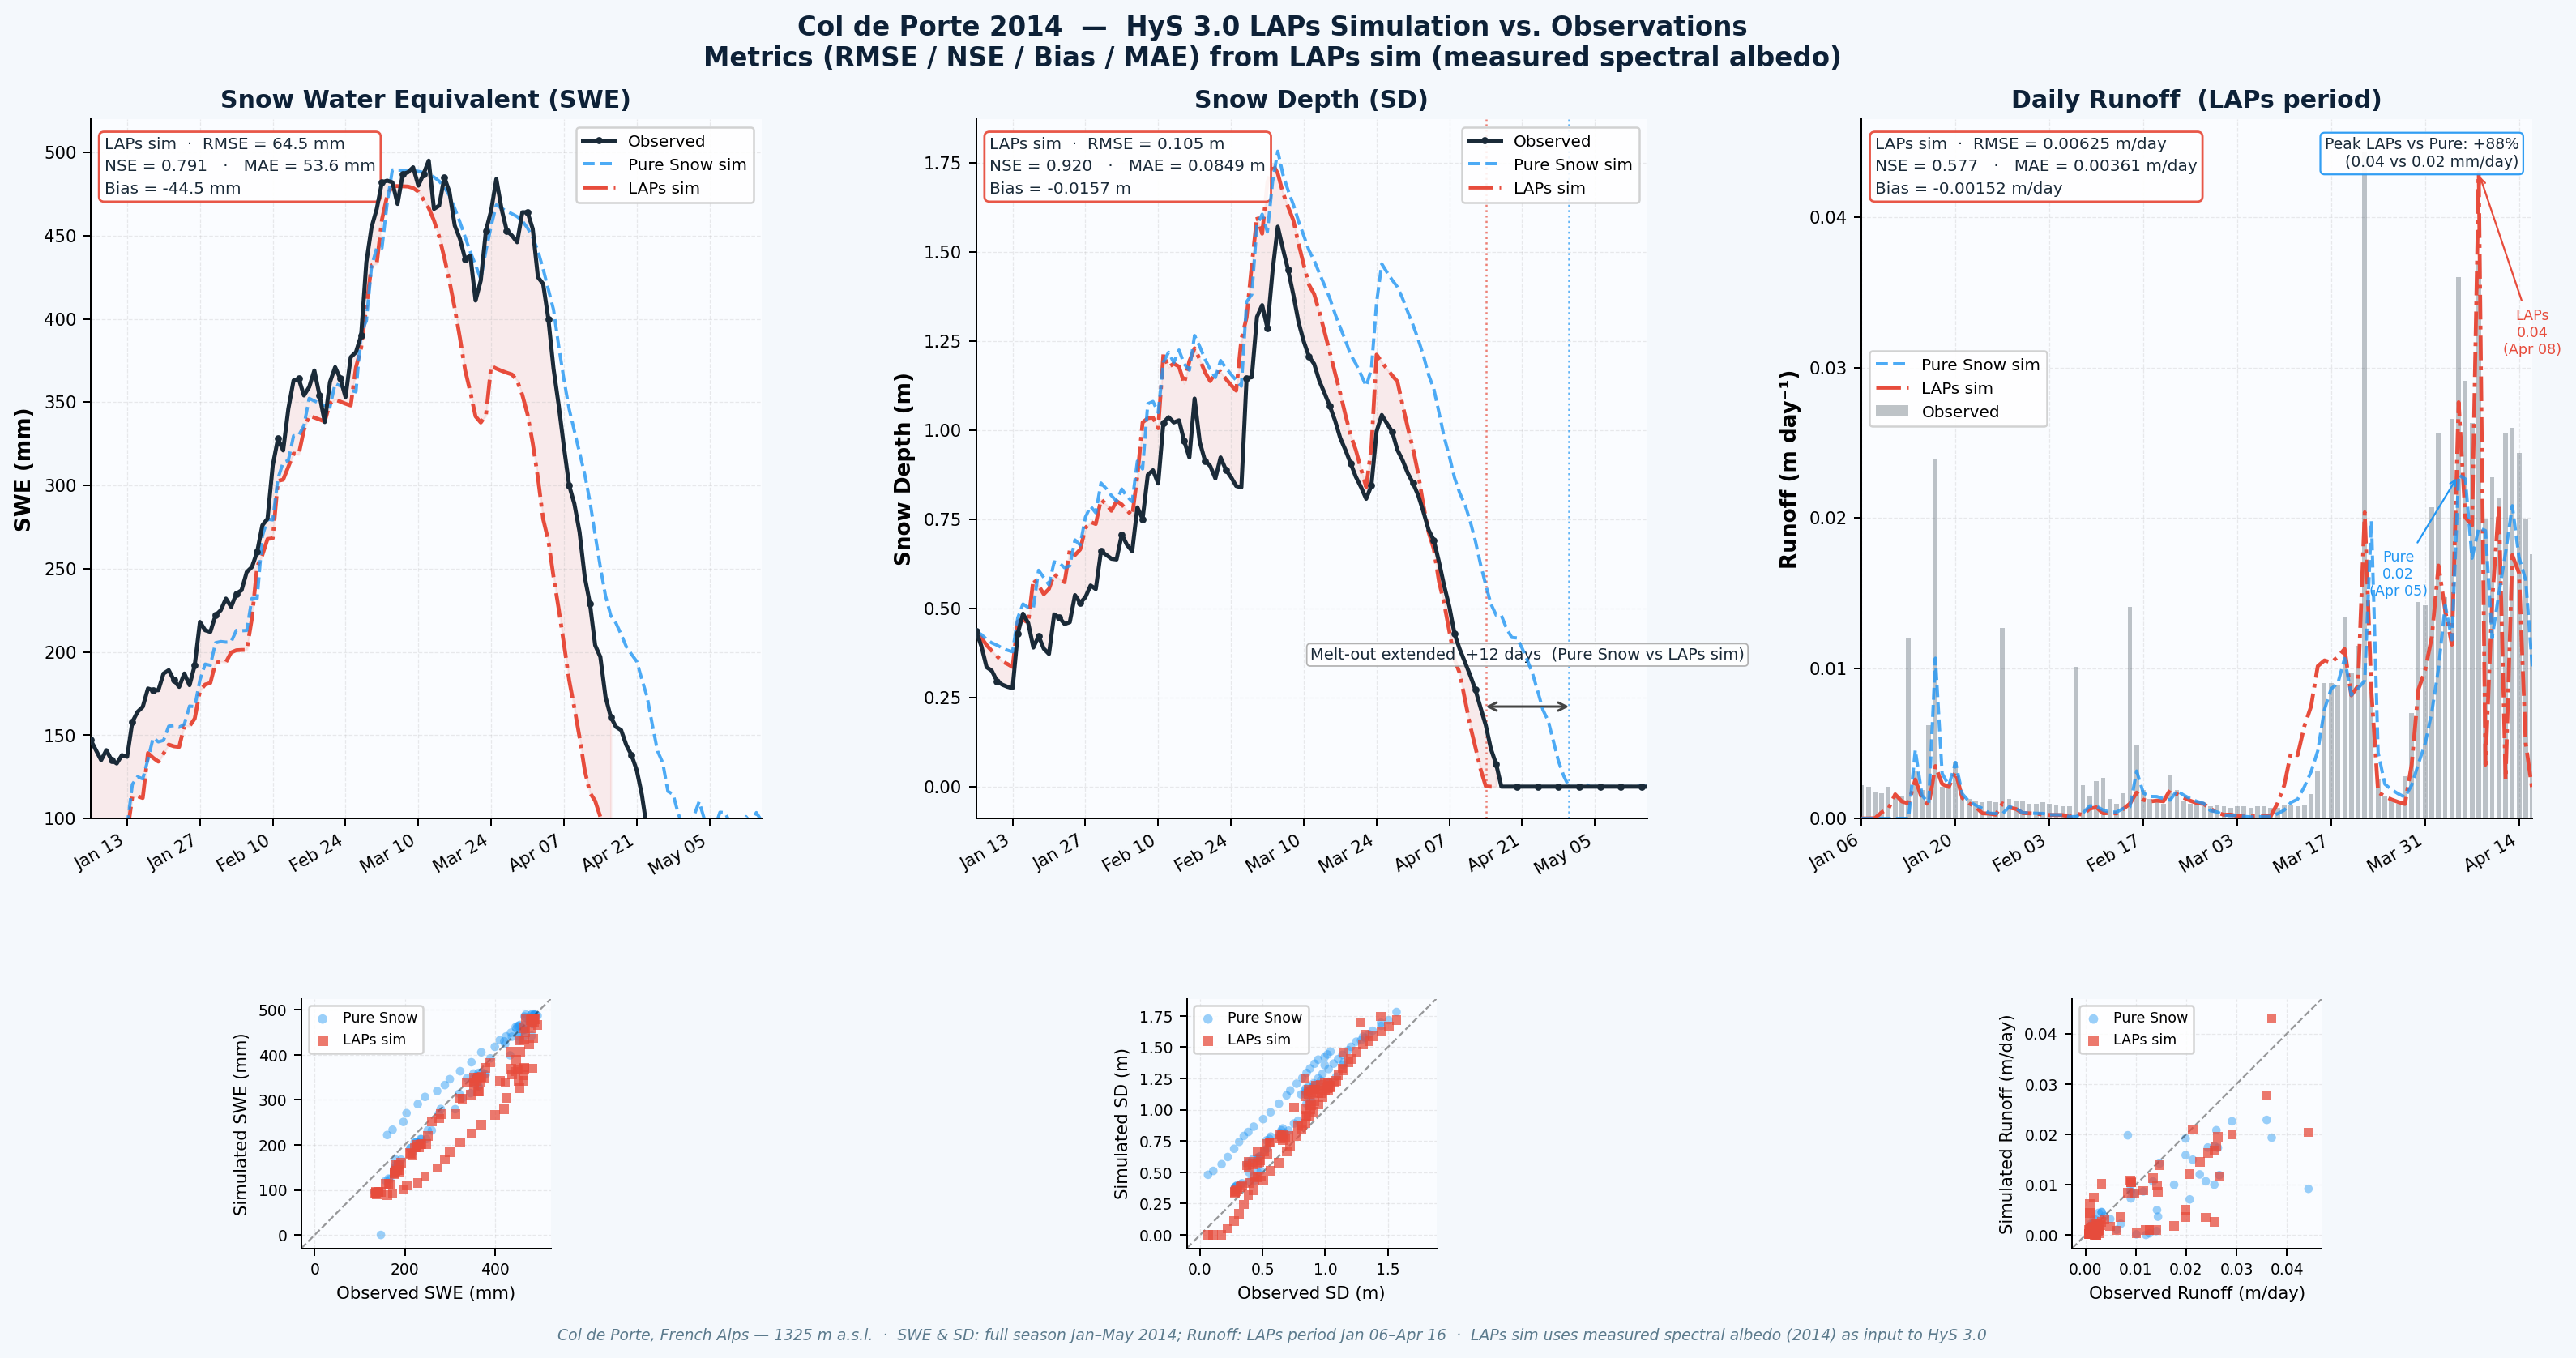 Col de Porte 2014 — HyS 3.0 LAPs Simulation vs. Observations
Metrics (RMSE / NSE / Bias / MAE) from LAPs sim (measured spectral albedo)
Snow Water Equivalent (SWE)
LAPs sim · RMSE = 64.5 mm
NSE = 0.791 · MAE = 53.6 mm
Bias = -44.5 mm
Observed
Pure Snow sim
LAPs sim
SWE (mm)
500
450
400
350
300
250
200
150
100
Jan 13
Jan 27
Feb 10
Feb 24
Mar 10
Mar 24
Apr 07
Apr 21
May 05
Snow Depth (SD)
LAPs sim · RMSE = 0.105 m
NSE = 0.920 · MAE = 0.0849 m
Bias = -0.0157 m
Observed
Pure Snow sim
LAPs sim
Snow Depth (m)
1.75
1.50
1.25
1.00
0.75
0.50
0.25
0.00
Melt-out extended +12 days (Pure Snow vs LAPs sim)
Jan 13
Jan 27
Feb 10
Feb 24
Mar 10
Mar 24
Apr 07
Apr 21
May 05
Daily Runoff (LAPs period)
LAPs sim · RMSE = 0.00625 m/day
NSE = 0.577 · MAE = 0.00361 m/day
Bias = -0.00152 m/day
Peak LAPs vs Pure: +88%
(0.04 vs 0.02 mm/day)
LAPs
0.04
(Apr 08)
Pure Snow sim
LAPs sim
Observed
Pure
0.02
(Apr 05)
Runoff (m day⁻¹)
0.04
0.03
0.02
0.01
0.00
Jan 06
Jan 20
Feb 03
Feb 17
Mar 03
Mar 17
Mar 31
Apr 14
Pure Snow
LAPs sim
Simulated SWE (mm)
500
400
300
200
100
0
0 200 400
Observed SWE (mm)
Pure Snow
LAPs sim
Simulated SD (m)
1.75
1.50
1.25
1.00
0.75
0.50
0.25
0.00
0.0 0.5 1.0 1.5
Observed SD (m)
Pure Snow
LAPs sim
Simulated Runoff (m/day)
0.04
0.03
0.02
0.01
0.00
0.00 0.01 0.02 0.03 0.04
Observed Runoff (m/day)
Col de Porte, French Alps — 1325 m a.s.l. · SWE & SD: full season Jan–May 2014; Runoff: LAPs period Jan 06–Apr 16 · LAPs sim uses measured spectral albedo (2014) as input to HyS 3.0